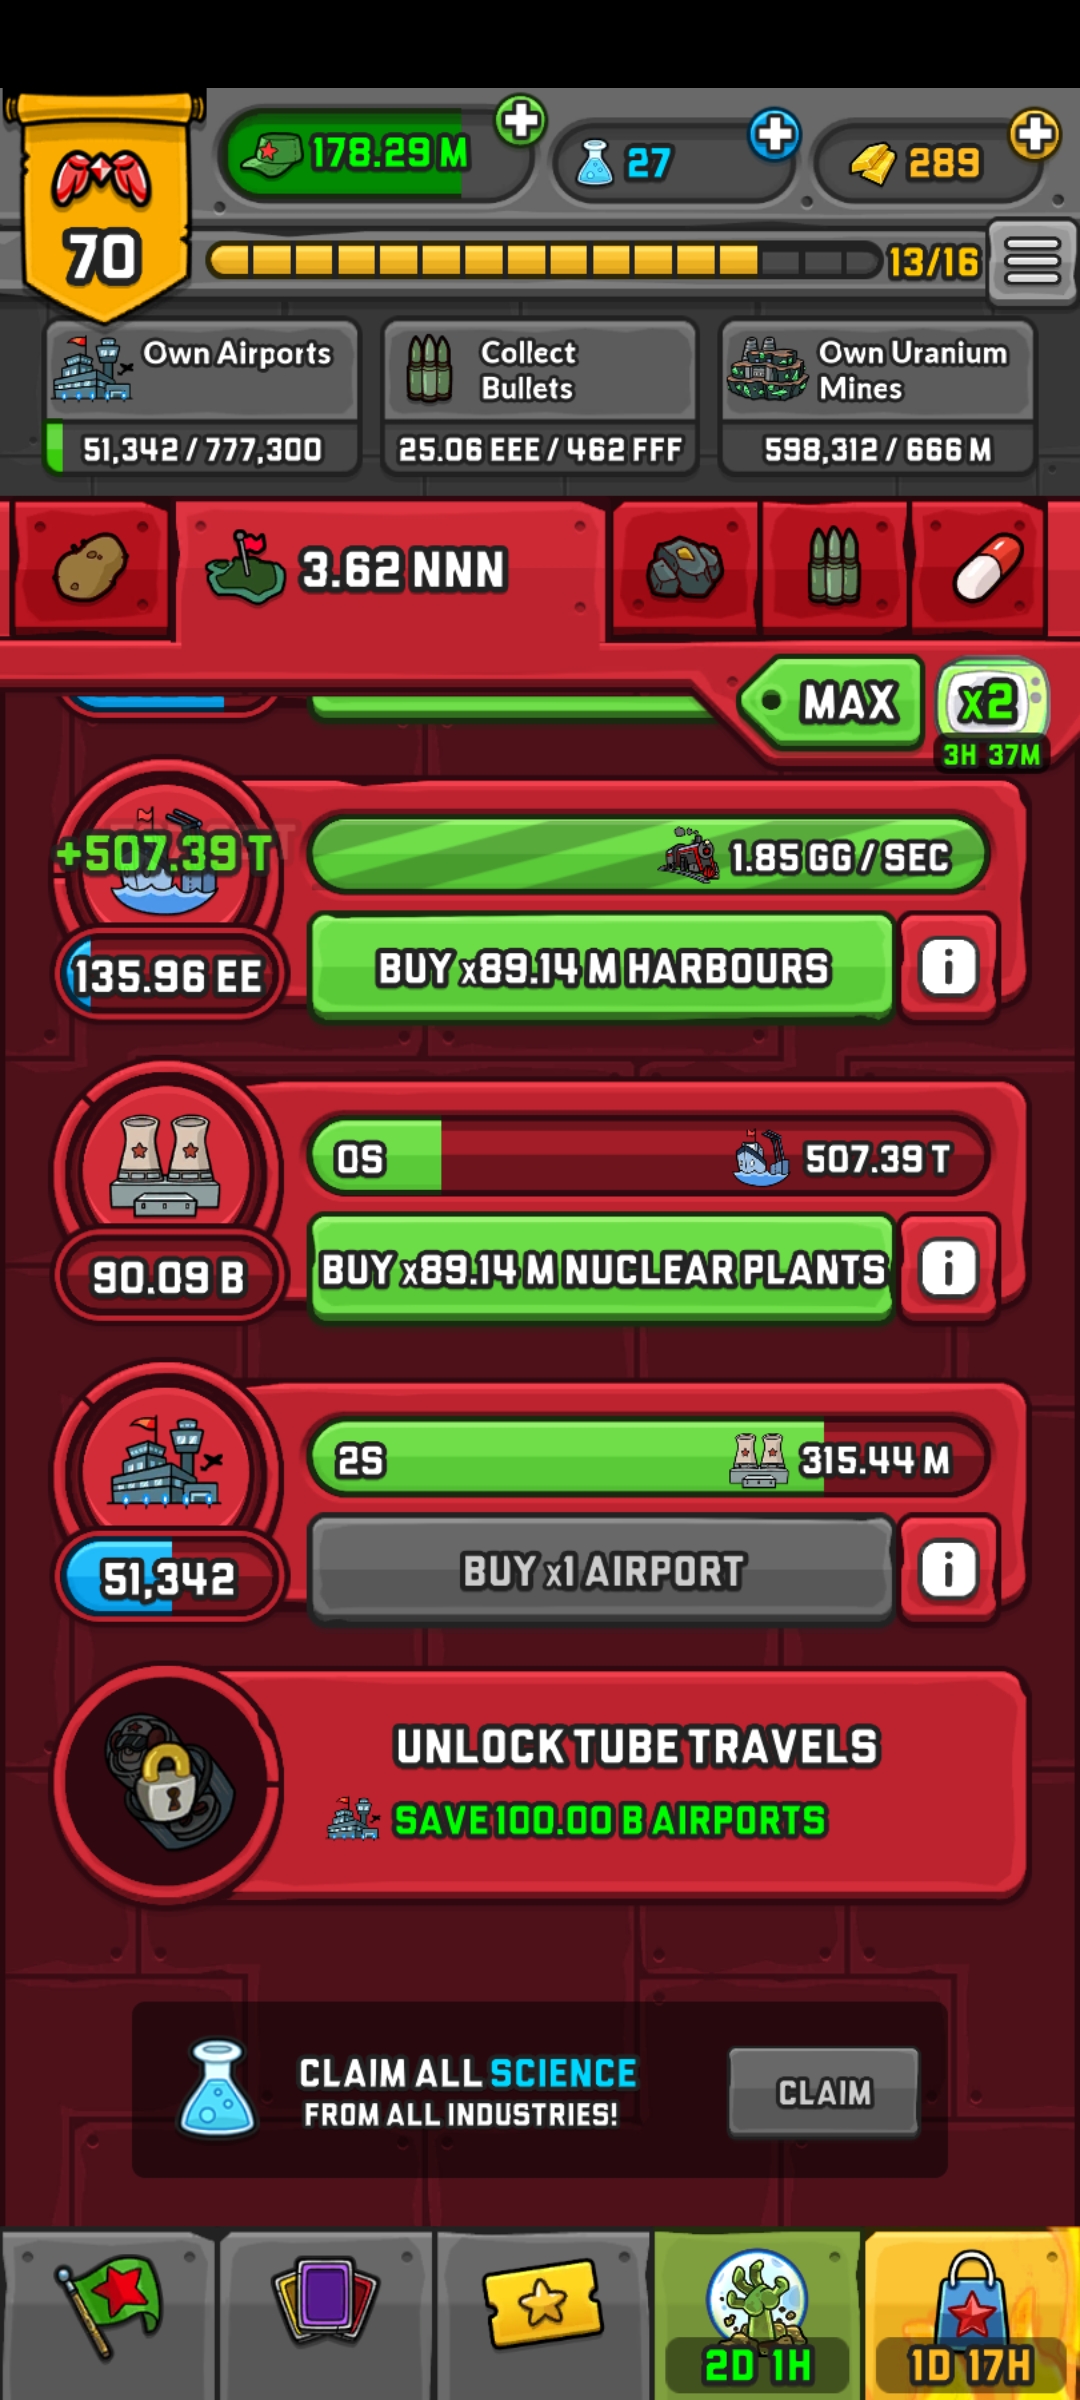 178.29 M
27
289
70
13/16
Own Airports
51,342 / 777,300
Collect
Bullets
25.06 EEE / 462 FFF
Own Uranium
Mines
598,312 / 666 M
3.62 NNN
MAX
x2
3H 37M
+507.39 T
1.85 GG / SEC
135.96 EE
BUY x89.14 M HARBOURS
i
0S
507.39 T
90.09 B
BUY x89.14 M NUCLEAR PLANTS
i
2S
315.44 M
51,342
BUY x1 AIRPORT
i
UNLOCK TUBE TRAVELS
SAVE 100.00 B AIRPORTS
CLAIM ALL SCIENCE
FROM ALL INDUSTRIES!
CLAIM
2D 1H
1D 17H